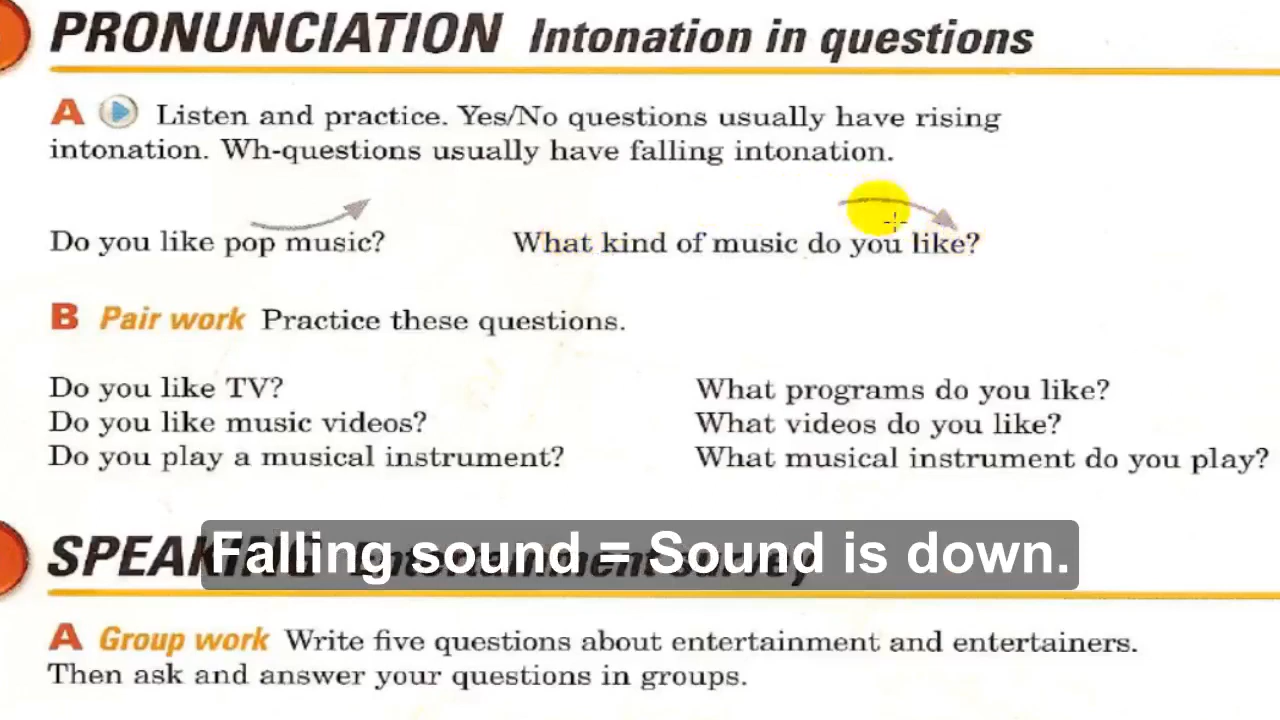 PRONUNCIATION Intonation in questions
A Listen and practice. Yes/No questions usually have rising
intonation. Wh-questions usually have falling intonation.
Do you like pop music? What kind of music do you like?
B Pair work Practice these questions.
Do you like TV? What programs do you like?
Do you like music videos? What videos do you like?
Do you play a musical instrument? What musical instrument do you play?
SPEAKING Entertainment survey
Falling sound = Sound is down.
A Group work Write five questions about entertainment and entertainers.
Then ask and answer your questions in groups.